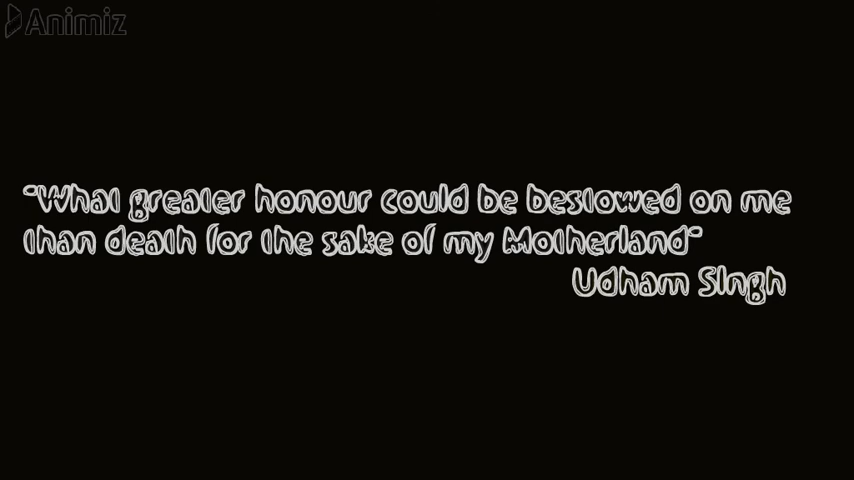 Animiz
"What greater honour could be bestowed on me
than death for the sake of my Motherland"
Udham Singh